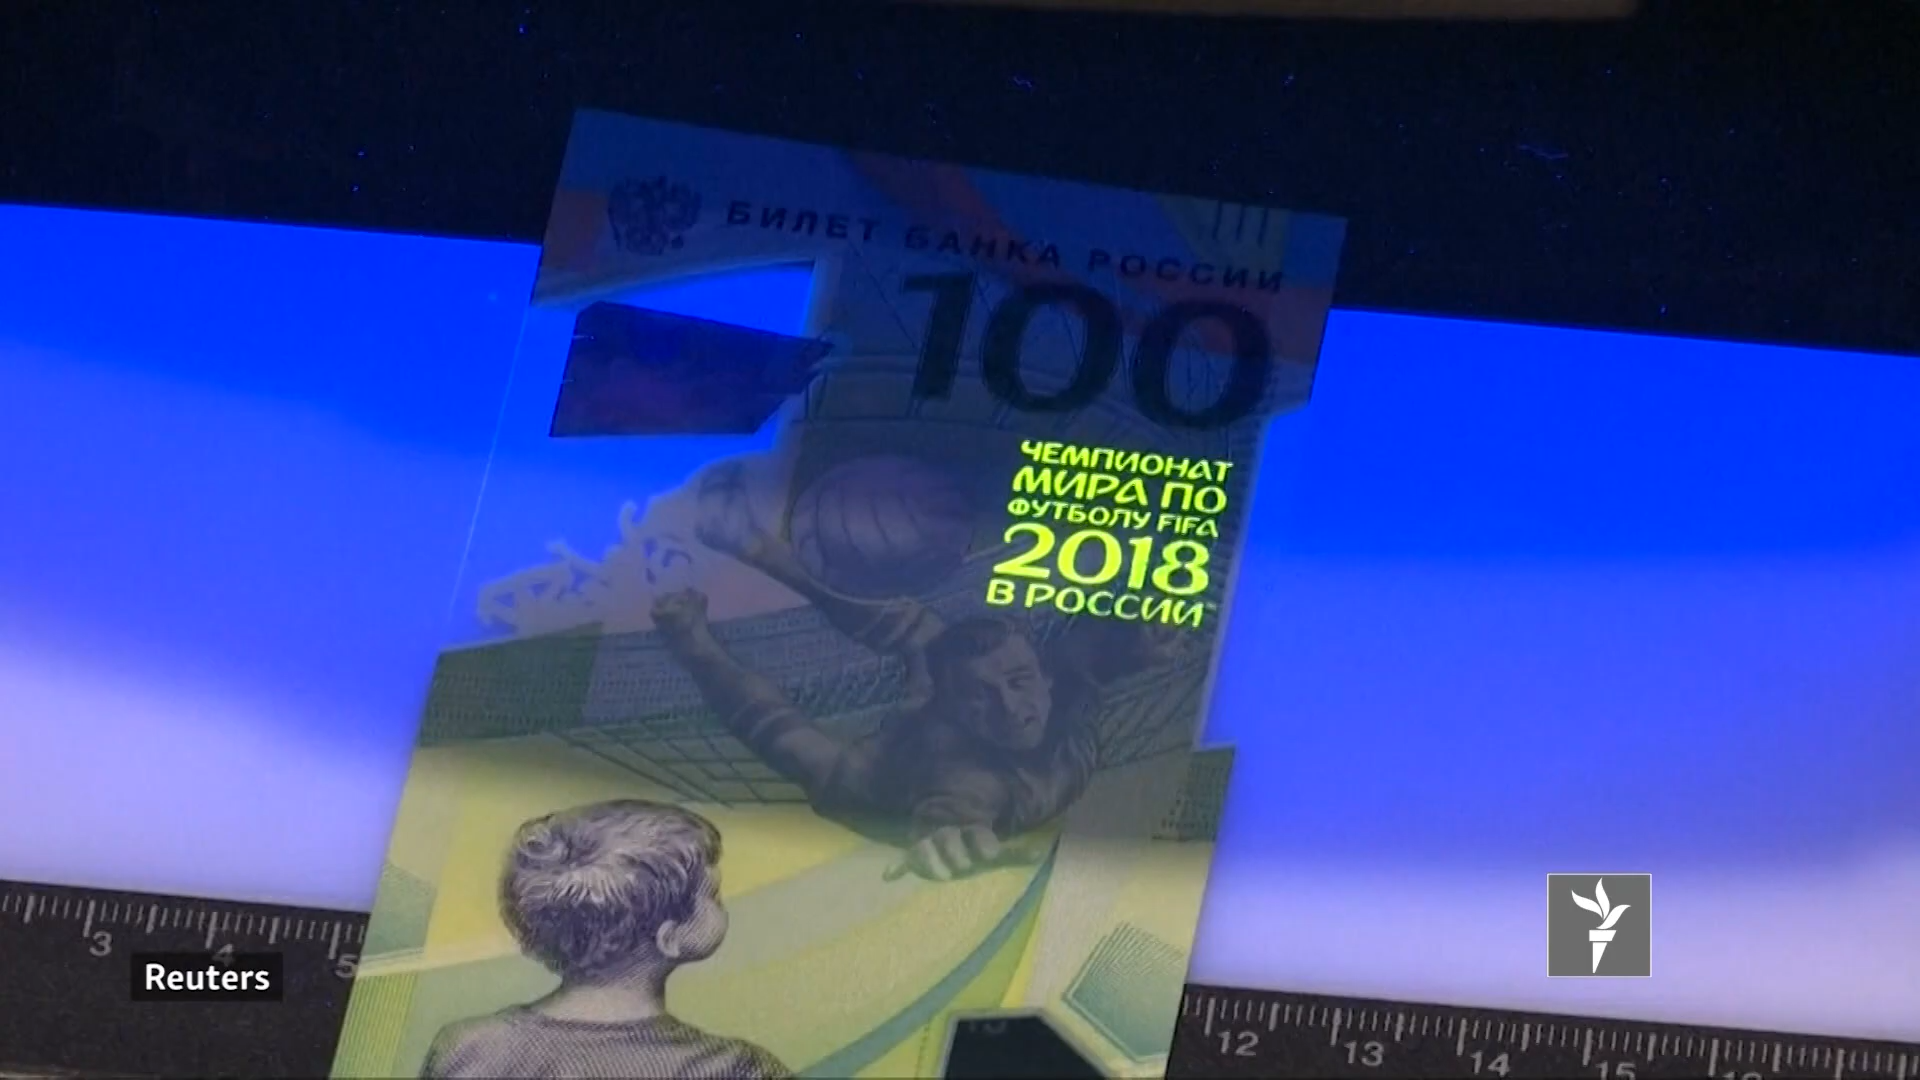 БИЛЕТ БАНКА РОССИИ
100
ЧЕМПИОНАТ
МИРА ПО
ФУТБОЛУ FIFA
2018
В РОССИИ
3 4 5
Reuters
12 13 14 15